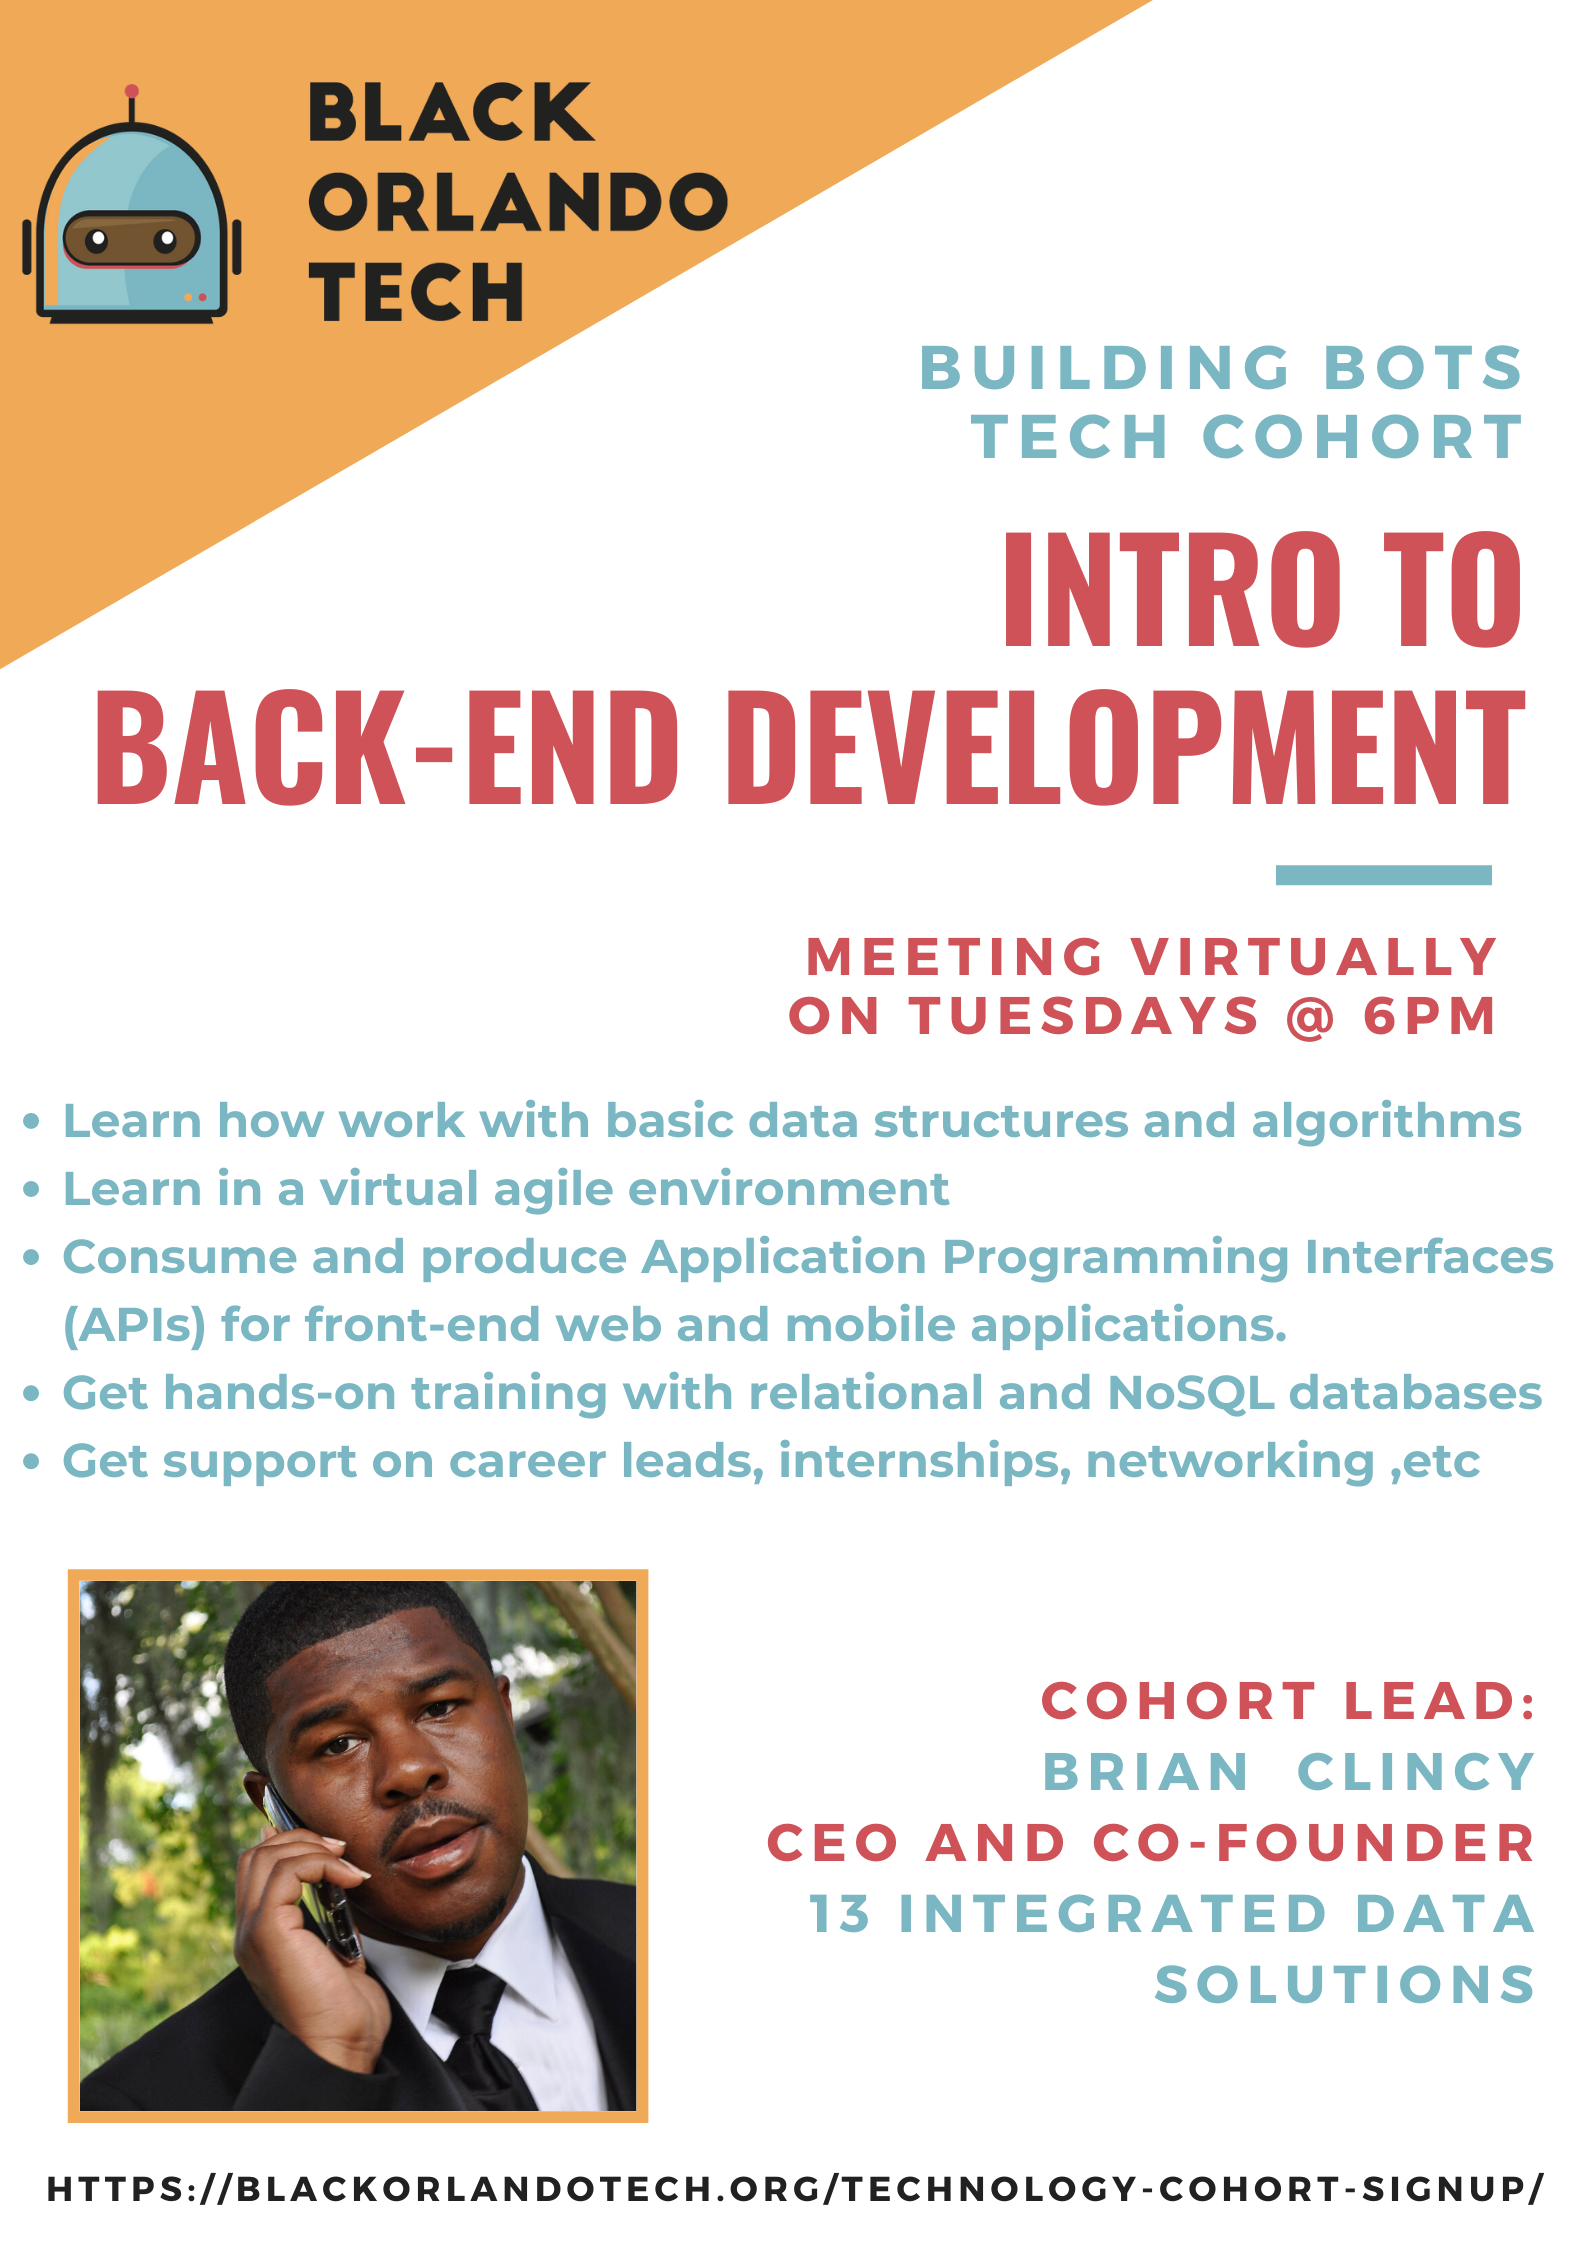 BLACK
ORLANDO
TECH
BUILDING BOTS
TECH COHORT
INTRO TO
BACK-END DEVELOPMENT
MEETING VIRTUALLY
ON TUESDAYS @ 6PM
• Learn how work with basic data structures and algorithms
• Learn in a virtual agile environment
• Consume and produce Application Programming Interfaces
(APIs) for front-end web and mobile applications.
• Get hands-on training with relational and NoSQL databases
• Get support on career leads, internships, networking ,etc
COHORT LEAD:
BRIAN CLINCY
CEO AND CO-FOUNDER
13 INTEGRATED DATA
SOLUTIONS
HTTPS://BLACKORLANDOTECH.ORG/TECHNOLOGY-COHORT-SIGNUP/